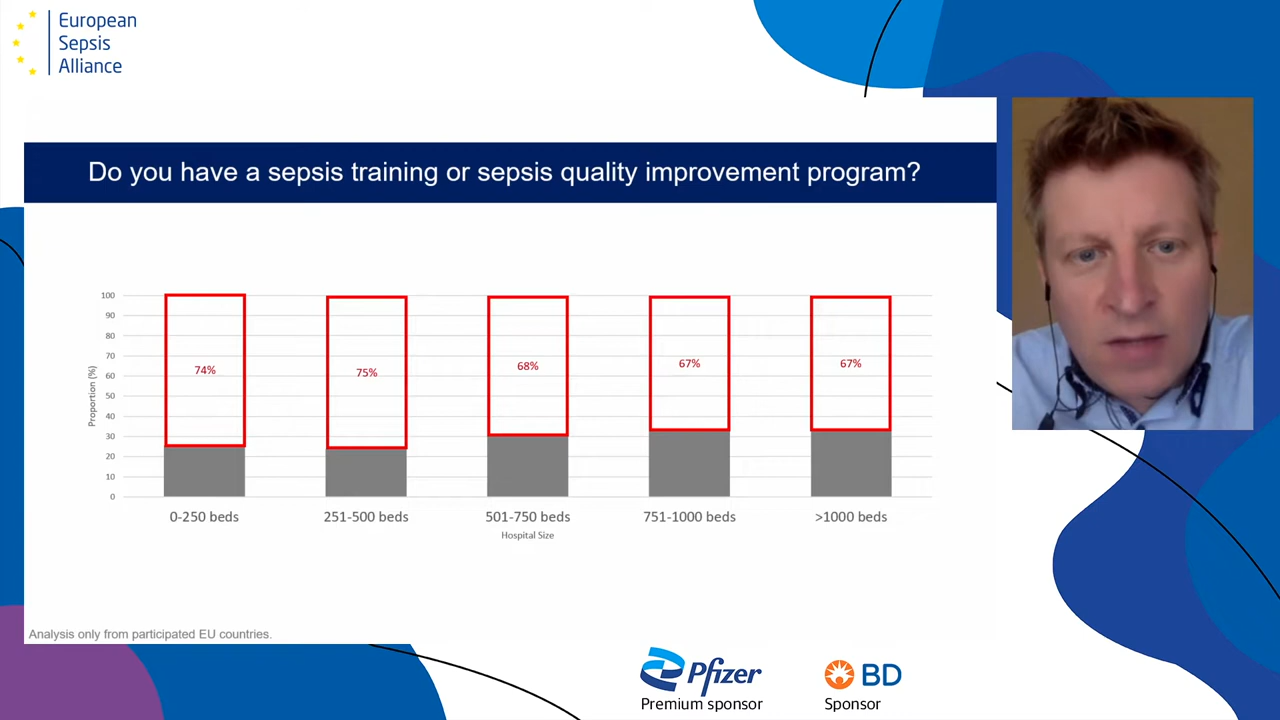 European
Sepsis
Alliance
Do you have a sepsis training or sepsis quality improvement program?
Proportion (%)
100
90
80
70
60
50
40
30
20
10
0
74%
75%
68%
67%
67%
0-250 beds
251-500 beds
501-750 beds
751-1000 beds
>1000 beds
Hospital Size
Analysis only from participated EU countries.
Pfizer
Premium sponsor
BD
Sponsor